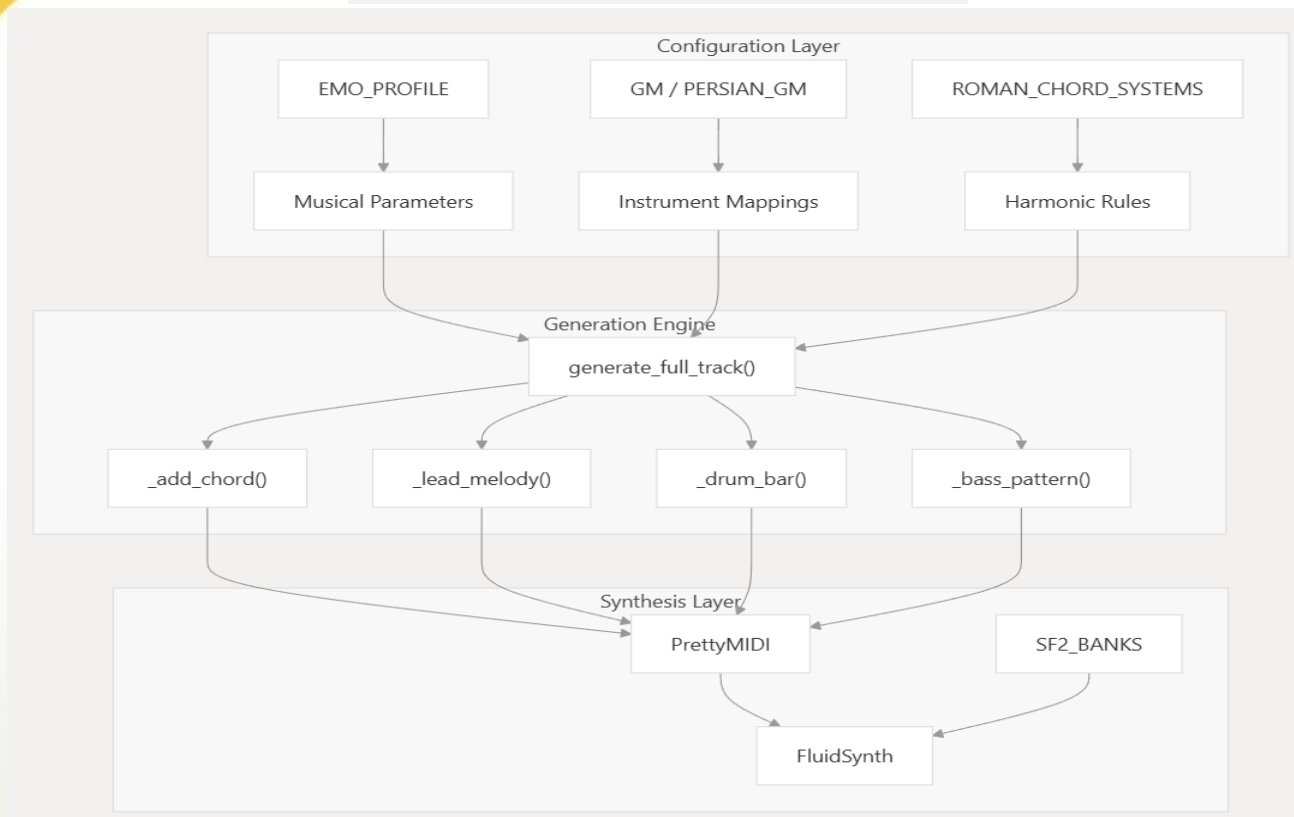 Configuration Layer
EMO_PROFILE
GM / PERSIAN_GM
ROMAN_CHORD_SYSTEMS
Musical Parameters
Instrument Mappings
Harmonic Rules
Generation Engine
generate_full_track()
_add_chord()
_lead_melody()
_drum_bar()
_bass_pattern()
Synthesis Layer
PrettyMIDI
SF2_BANKS
FluidSynth